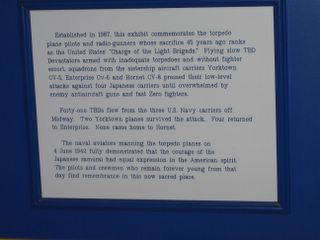 Established in 1987, this exhibit commemorates the torpedo
plane pilot and radio-gunners whose sacrifice 45 years ago ranks
as the United States' "Charge of the Light Brigade." Flying slow TBD
Devastators armed with inadequate torpedoes and without fighter
escort, squadrons from the sistership aircraft carriers Yorktown
CV-5, Enterprise Cv-6 and Hornet CV-8 pressed their low-level
attacks against four Japanese carriers until overwhelmed by
enemy antiaircraft guns and fast Zero fighters.
Forty-one TBDs flew from the three U.S. Navy carriers off
Midway. Two Yorktown planes survived the attack. Four returned
to Enterprise. None came home to Hornet.
The naval aviators manning the torpedo planes on
4 June 1942 fully demonstrated that the courage of the
Japanese samurai had equal expression in the American spirit.
The pilots and crewmen who remain forever young from that
day find remembrance in this now sacred place.